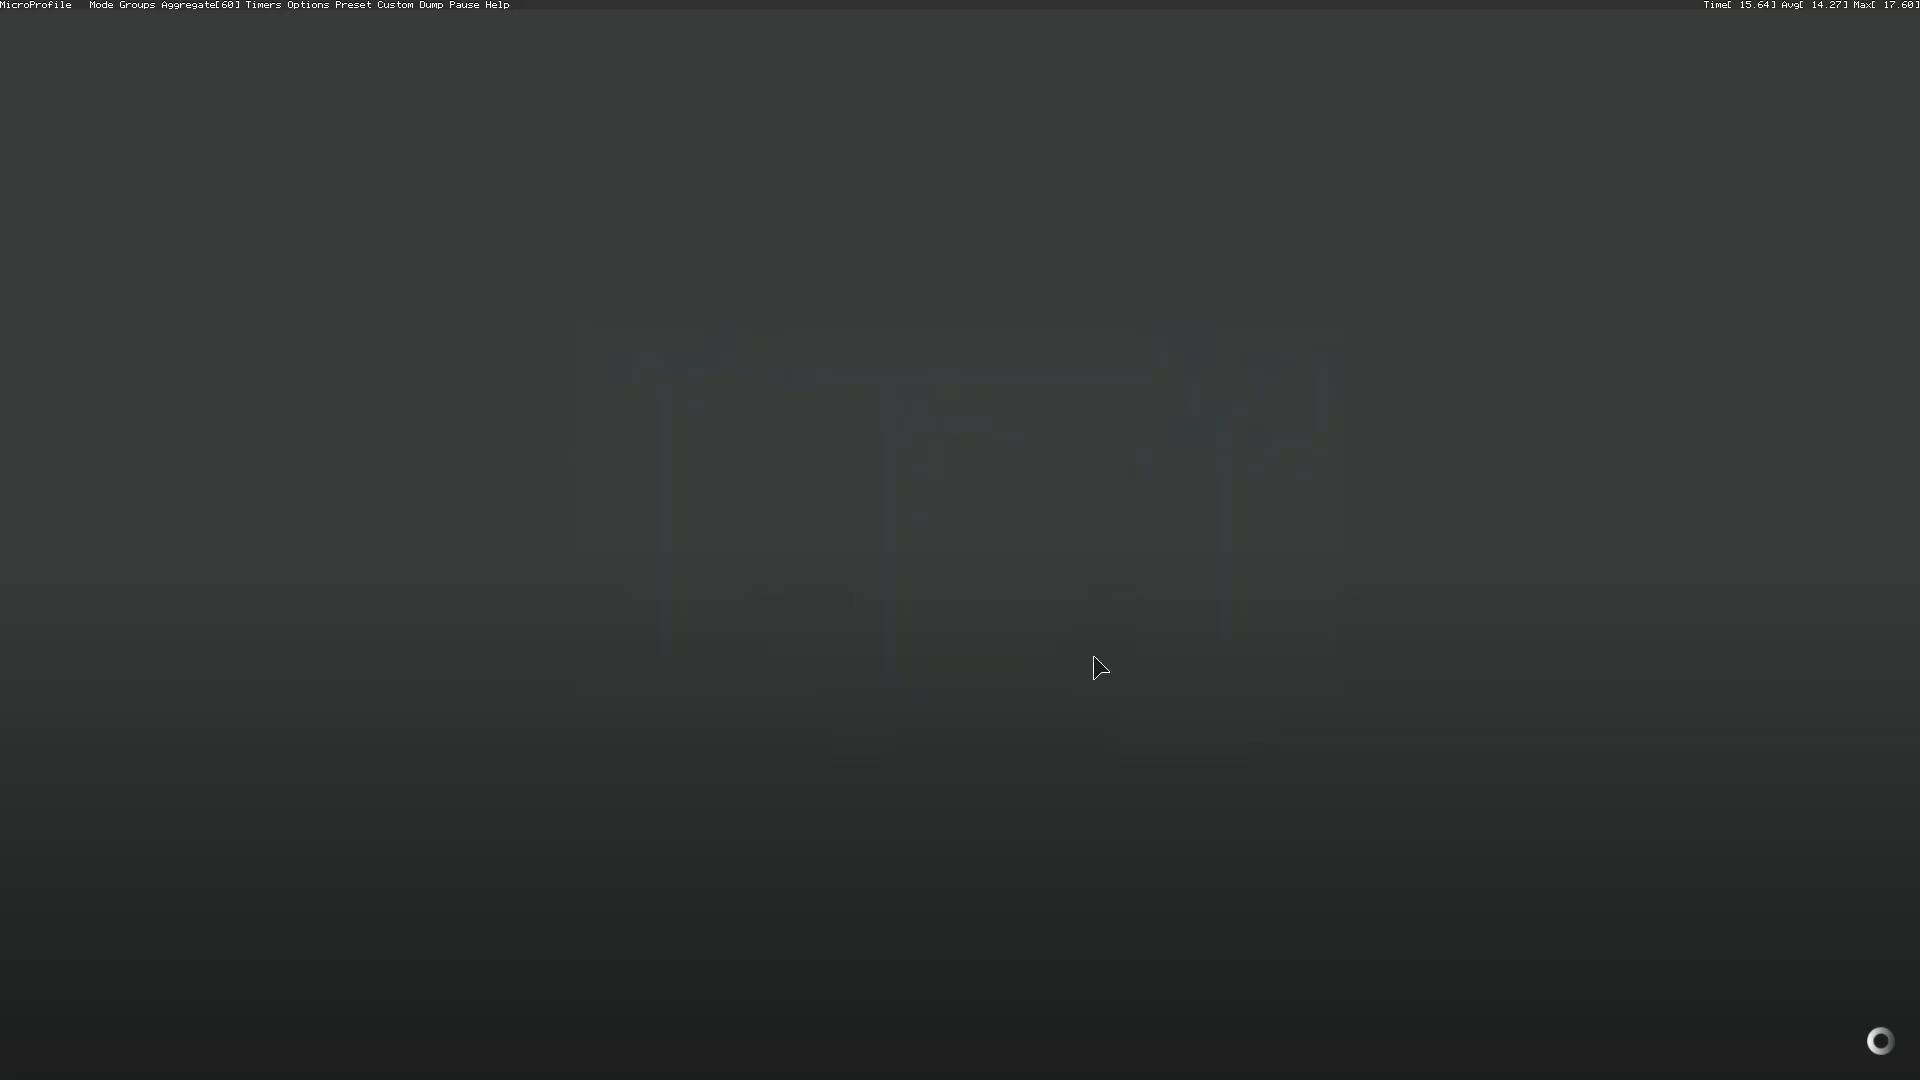 MicroProfile Mode Groups Aggregate[60] Timers Options Preset Custom Dump Pause Help Time[ 15.64] Avg[ 14.27] Max[ 17.60]